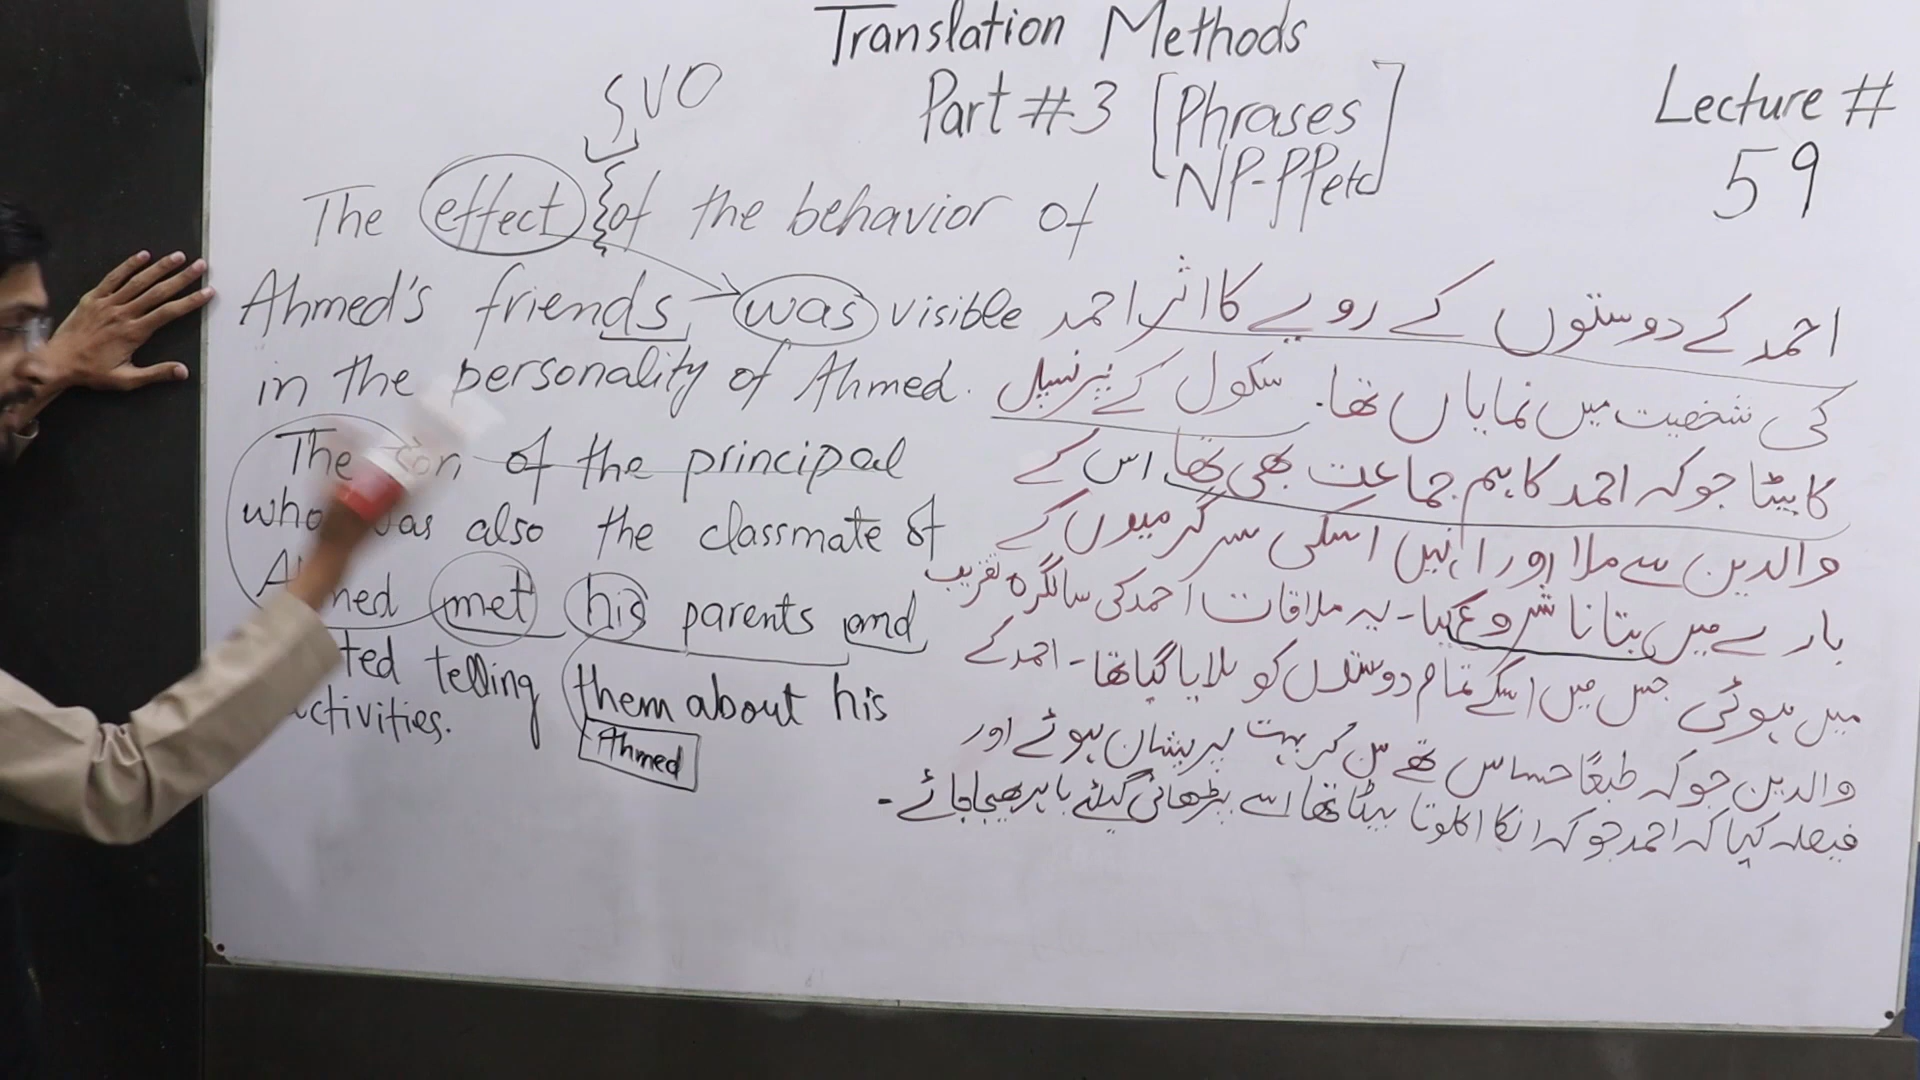 Translation Methods
Part #3 [Phrases
NP-PP etc]
Lecture #
59
SVO
The effect of the behavior of
Ahmed's friends was visible
in the personality of Ahmed.
The son of the principal
who was also the classmate of
Ahmed met his parents and
ted telling them about his
ctivities.
Ahmed
احمد کے دوستوں کے رویے کا اثر احمد
کی شخصیت میں نمایاں تھا۔ سکول کے پرنسپل
کا بیٹا جو کہ احمد کا ہم جماعت بھی تھا اس کے
والدین سے ملا اور انہیں اسکی سرگرمیوں کے
بارے میں بتانا شروع کیا۔ یہ ملاقات احمد کی سالگرہ تقریب
میں ہوئی جس میں اسکے تمام دوستوں کو بلایا گیا تھا۔ احمد کے
والدین جو کہ طبعًا حساس تھے سن کر بہت پریشان ہوئے اور
فیصلہ کیا کہ احمد جو کہ انکا اکلوتا بیٹا تھا اسے پڑھائی کیلئے باہر بھیجا جائے۔